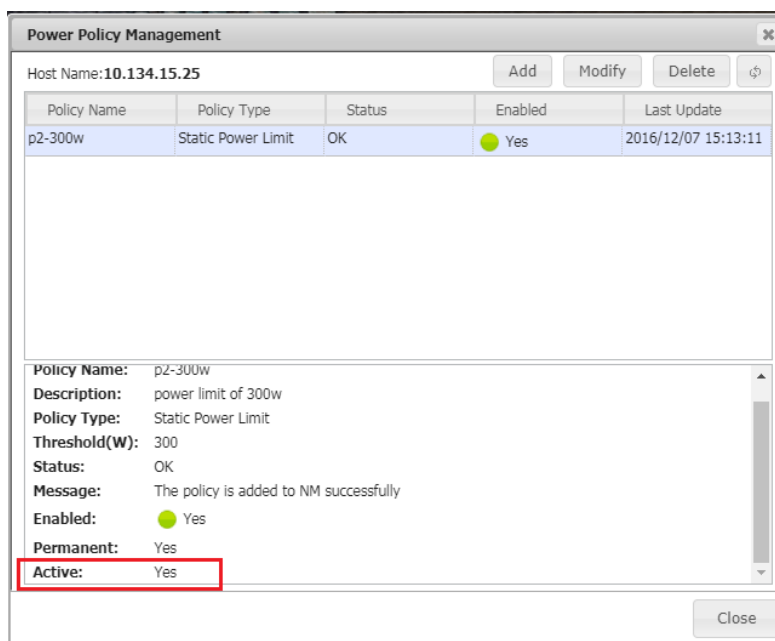 Power Policy Management
Host Name:10.134.15.25 Add Modify Delete
Policy Name Policy Type Status Enabled Last Update
p2-300w Static Power Limit OK Yes 2016/12/07 15:13:11
Policy Name: p2-300w
Description: power limit of 300w
Policy Type: Static Power Limit
Threshold(W): 300
Status: OK
Message: The policy is added to NM successfully
Enabled: Yes
Permanent: Yes
Active: Yes
Close